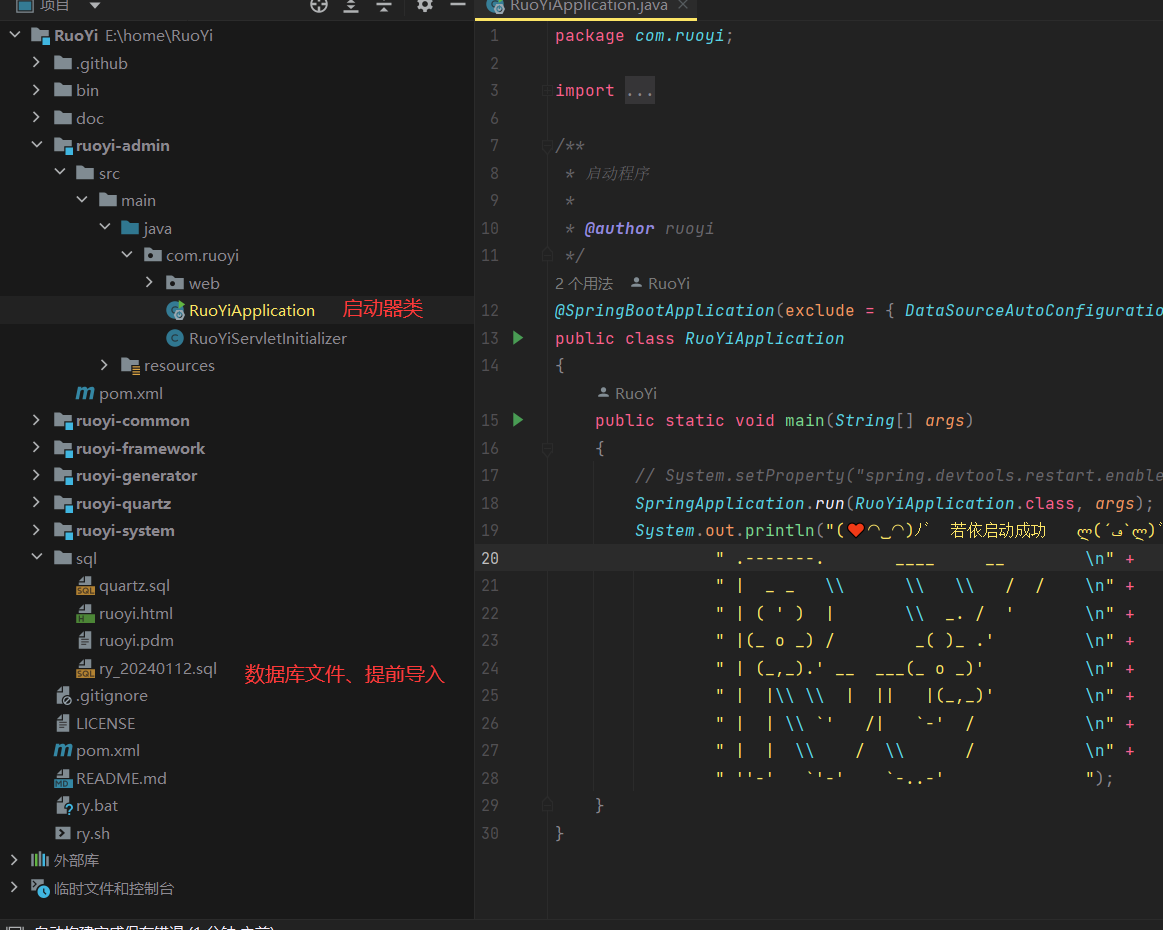 项目
RuoYi E:\home\RuoYi
.github
bin
doc
ruoyi-admin
src
main
java
com.ruoyi
web
RuoYiApplication 启动器类
RuoYiServletInitializer
resources
pom.xml
ruoyi-common
ruoyi-framework
ruoyi-generator
ruoyi-quartz
ruoyi-system
sql
quartz.sql
ruoyi.html
ruoyi.pdm
ry_20240112.sql 数据库文件、提前导入
.gitignore
LICENSE
pom.xml
README.md
ry.bat
ry.sh
外部库
临时文件和控制台
RuoYiApplication.java
1 package com.ruoyi;
2
3 import ...
6
7 /**
8 * 启动程序
9 *
10 * @author ruoyi
11 */
2 个用法 RuoYi
12 @SpringBootApplication(exclude = { DataSourceAutoConfiguratio
13 public class RuoYiApplication
14 {
RuoYi
15 public static void main(String[] args)
16 {
17 // System.setProperty("spring.devtools.restart.enable
18 SpringApplication.run(RuoYiApplication.class, args);
19 System.out.println("(♥◠‿◠)ﾉﾞ  若依启动成功   ლ(´ڡ`ლ)ﾞ
20 " .-------.       ____     __        \n" +
21 " |  _ _   \\      \\   \\   /  /    \n" +
22 " | ( ' )  |       \\  _. /  '       \n" +
23 " |(_ o _) /        _( )_ .'         \n" +
24 " | (_,_).' __  ___(_ o _)'          \n" +
25 " |  |\\ \\  |  ||   |(_,_)'         \n" +
26 " |  | \\ `'   /|   `-'  /           \n" +
27 " |  |  \\    /  \\      /           \n" +
28 " ''-'   `'-'    `-..-'              ");
29 }
30 }